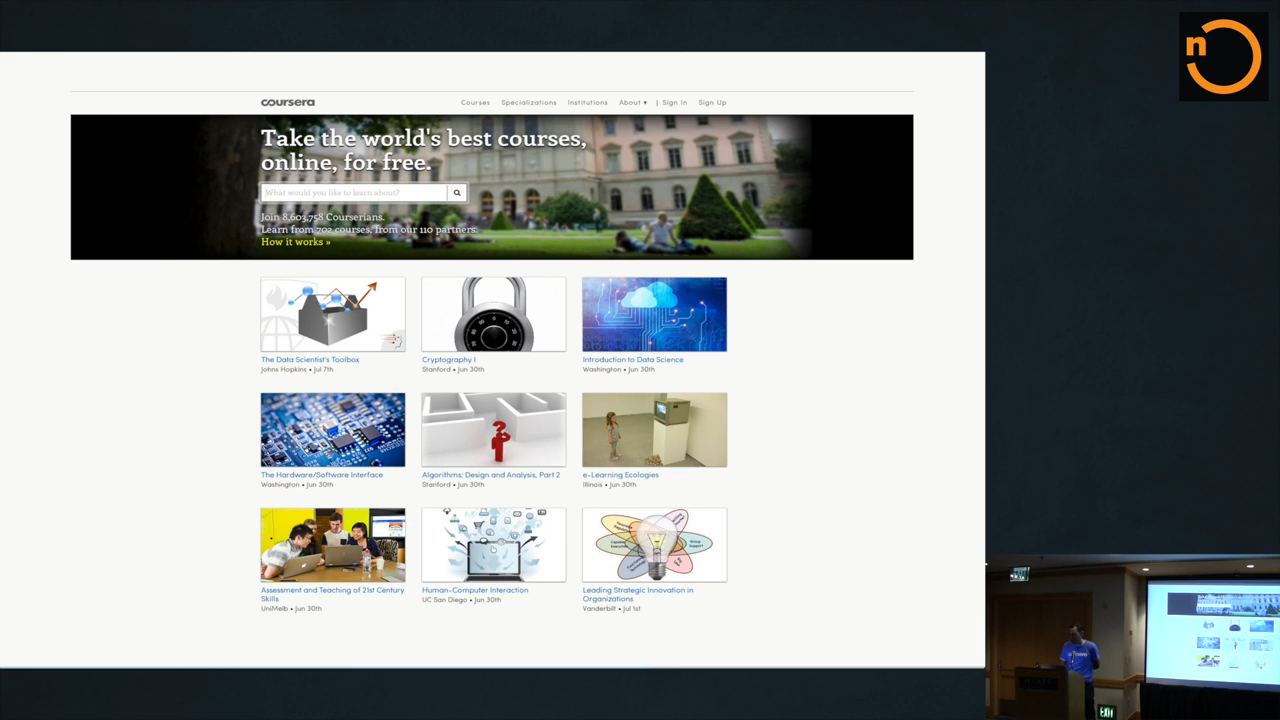 n
coursera
Courses Specializations Institutions About ▾ | Sign In Sign Up
Take the world's best courses,
online, for free.
What would you like to learn about?
Join 8,603,758 Courserians.
Learn from 702 courses, from our 110 partners.
How it works »
The Data Scientist's Toolbox
Johns Hopkins • Jul 7th
Cryptography I
Stanford • Jun 30th
Introduction to Data Science
Washington • Jun 30th
The Hardware/Software Interface
Washington • Jun 30th
Algorithms: Design and Analysis, Part 2
Stanford • Jun 30th
e-Learning Ecologies
Illinois • Jun 30th
Assessment and Teaching of 21st Century
Skills
UniMelb • Jun 30th
Human-Computer Interaction
UC San Diego • Jun 30th
Leading Strategic Innovation in
Organizations
Vanderbilt • Jul 1st
EXIT